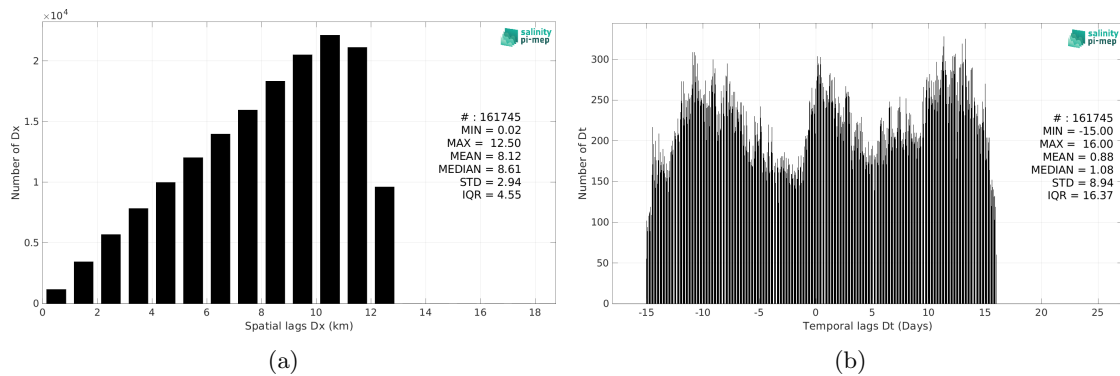 ×10⁴
salinity
pi-mep
2
1.5
1
0.5
0
Number of Dx
# : 161745
MIN = 0.02
MAX = 12.50
MEAN = 8.12
MEDIAN = 8.61
STD = 2.94
IQR = 4.55
0 2 4 6 8 10 12 14 16 18
Spatial lags Dx (km)
(a)
salinity
pi-mep
300
250
200
150
100
50
0
Number of Dt
# : 161745
MIN = -15.00
MAX = 16.00
MEAN = 0.88
MEDIAN = 1.08
STD = 8.94
IQR = 16.37
-15 -10 -5 0 5 10 15 20 25
Temporal lags Dt (Days)
(b)